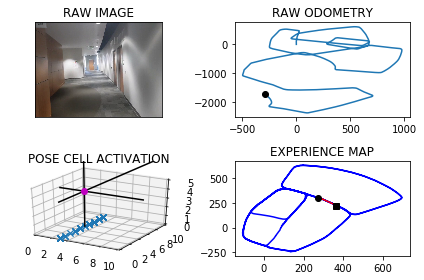 RAW IMAGE
RAW ODOMETRY
0
−1000
−2000
−500 0 500 1000
POSE CELL ACTIVATION
5
4
3
2
1
0
0 2 4 6 8 10
0 2 4 6 8 10
EXPERIENCE MAP
500
250
0
−250
0 200 400 600